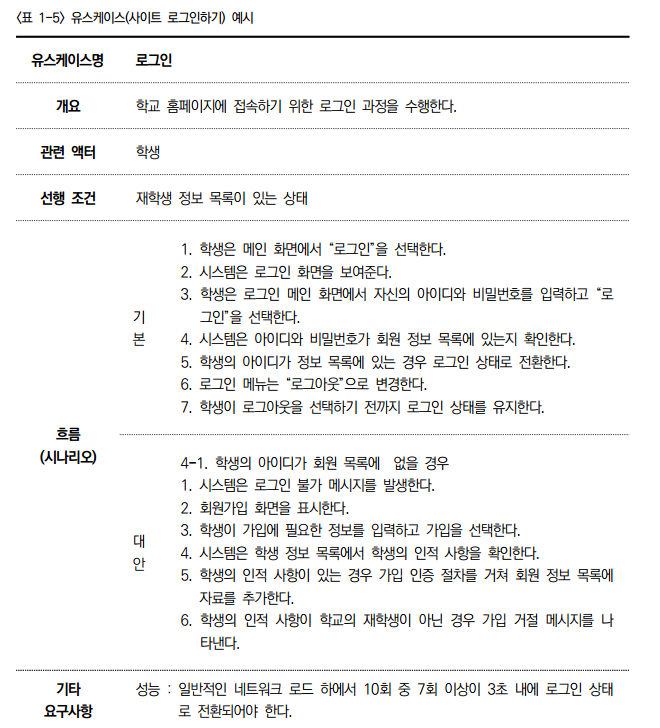 <표 1-5> 유스케이스(사이트 로그인하기) 예시
유스케이스명 로그인
개요 학교 홈페이지에 접속하기 위한 로그인 과정을 수행한다.
관련 액터 학생
선행 조건 재학생 정보 목록이 있는 상태
흐름
(시나리오)
기
본
1. 학생은 메인 화면에서 “로그인”을 선택한다.
2. 시스템은 로그인 화면을 보여준다.
3. 학생은 로그인 메인 화면에서 자신의 아이디와 비밀번호를 입력하고 “로
그인”을 선택한다.
4. 시스템은 아이디와 비밀번호가 회원 정보 목록에 있는지 확인한다.
5. 학생의 아이디가 정보 목록에 있는 경우 로그인 상태로 전환한다.
6. 로그인 메뉴는 “로그아웃”으로 변경한다.
7. 학생이 로그아웃을 선택하기 전까지 로그인 상태를 유지한다.
대
안
4-1. 학생의 아이디가 회원 목록에 없을 경우
1. 시스템은 로그인 불가 메시지를 발생한다.
2. 회원가입 화면을 표시한다.
3. 학생이 가입에 필요한 정보를 입력하고 가입을 선택한다.
4. 시스템은 학생 정보 목록에서 학생의 인적 사항을 확인한다.
5. 학생의 인적 사항이 있는 경우 가입 인증 절차를 거쳐 회원 정보 목록에
자료를 추가한다.
6. 학생의 인적 사항이 학교의 재학생이 아닌 경우 가입 거절 메시지를 나
타낸다.
기타
요구사항
성능 : 일반적인 네트워크 로드 하에서 10회 중 7회 이상이 3초 내에 로그인 상태
로 전환되어야 한다.